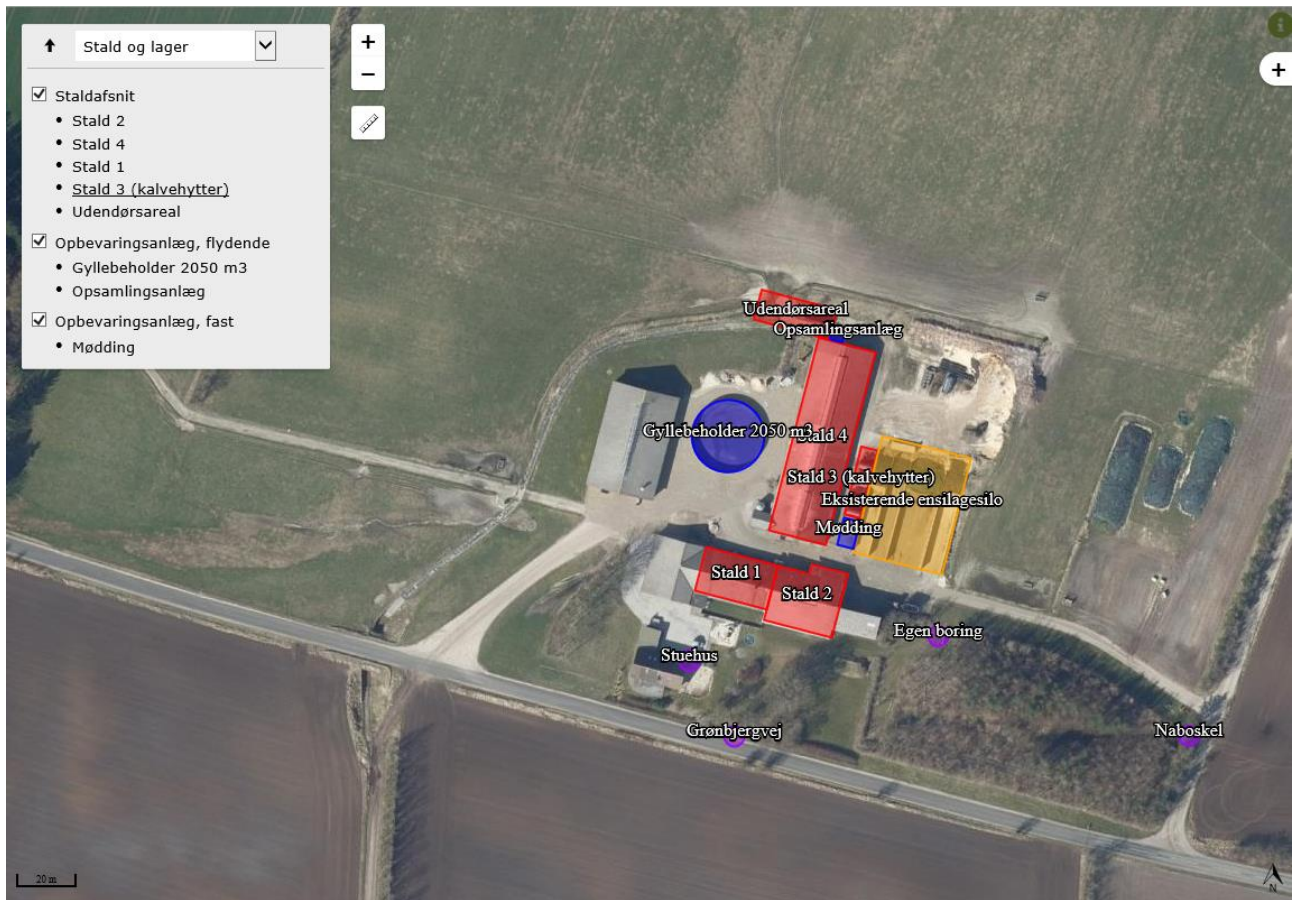 Stald og lager
Staldafsnit
Stald 2
Stald 4
Stald 1
Stald 3 (kalvehytter)
Udendørsareal
Opbevaringsanlæg, flydende
Gyllebeholder 2050 m3
Opsamlingsanlæg
Opbevaringsanlæg, fast
Mødding
+
−
i
+
Udendørsareal
Opsamlingsanlæg
Gyllebeholder 2050 m3
Stald 4
Stald 3 (kalvehytter)
Eksisterende ensilagesilo
Mødding
Stald 1
Stald 2
Egen boring
Stuehus
Grønbjergvej
Naboskel
20 m
N